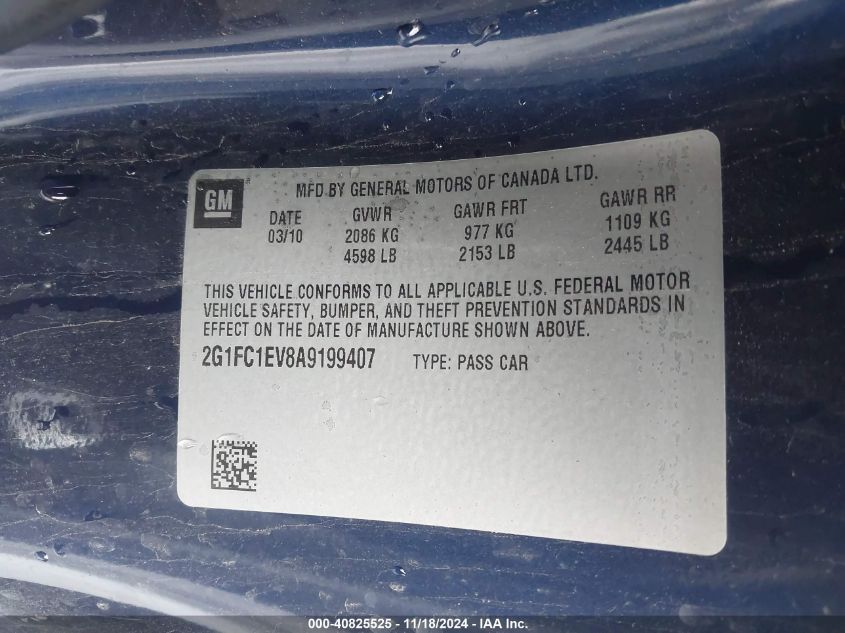 GM
MFD BY GENERAL MOTORS OF CANADA LTD.
DATE GVWR GAWR FRT GAWR RR
03/10 2086 KG 977 KG 1109 KG
4598 LB 2153 LB 2445 LB
THIS VEHICLE CONFORMS TO ALL APPLICABLE U.S. FEDERAL MOTOR
VEHICLE SAFETY, BUMPER, AND THEFT PREVENTION STANDARDS IN
EFFECT ON THE DATE OF MANUFACTURE SHOWN ABOVE.
2G1FC1EV8A9199407 TYPE: PASS CAR
000-40825525 - 11/18/2024 - IAA Inc.